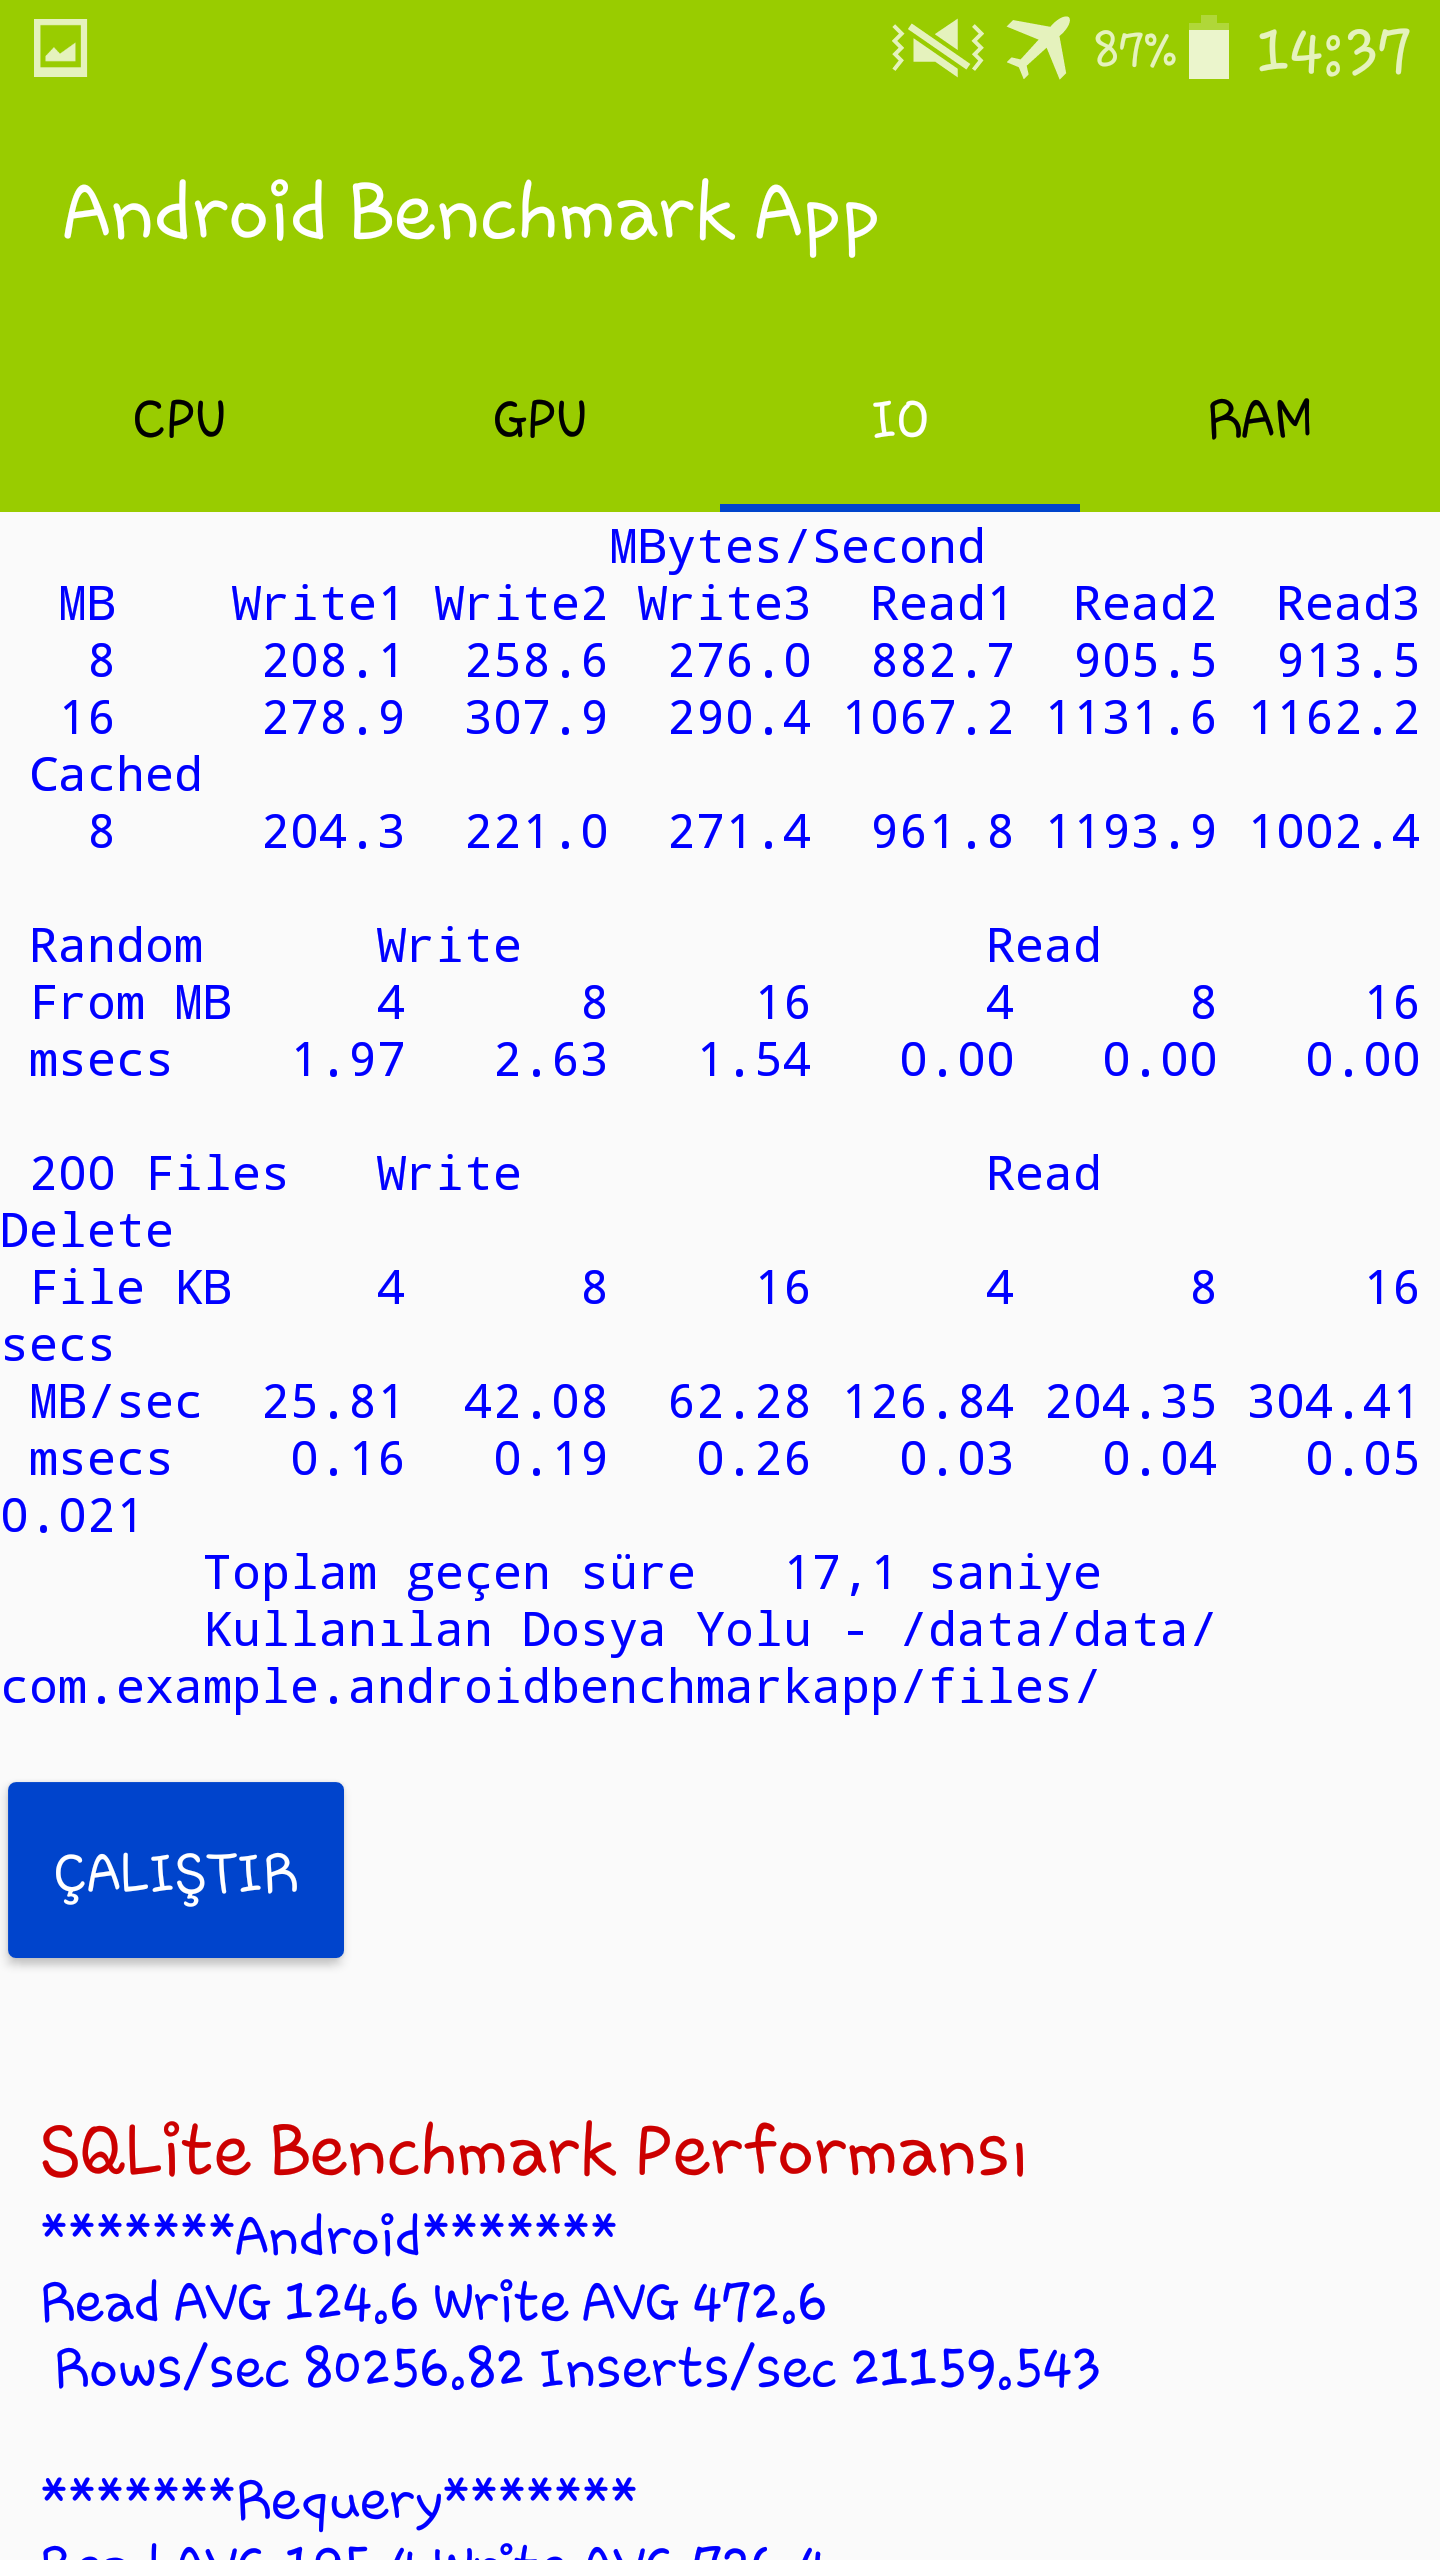 87% 14:37
Android Benchmark App
CPU GPU IO RAM
MBytes/Second
MB Write1 Write2 Write3 Read1 Read2 Read3
8 208.1 258.6 276.0 882.7 905.5 913.5
16 278.9 307.9 290.4 1067.2 1131.6 1162.2
Cached
8 204.3 221.0 271.4 961.8 1193.9 1002.4
Random Write Read
From MB 4 8 16 4 8 16
msecs 1.97 2.63 1.54 0.00 0.00 0.00
200 Files Write Read
Delete
File KB 4 8 16 4 8 16
secs
MB/sec 25.81 42.08 62.28 126.84 204.35 304.41
msecs 0.16 0.19 0.26 0.03 0.04 0.05
0.021
Toplam geçen süre 17,1 saniye
Kullanılan Dosya Yolu - /data/data/
com.example.androidbenchmarkapp/files/
ÇALIŞTIR
SQLite Benchmark Performansı
*******Android*******
Read AVG 124.6 Write AVG 472.6
Rows/sec 80256.82 Inserts/sec 21159.543
*******Requery*******
Read AVG Write AVG